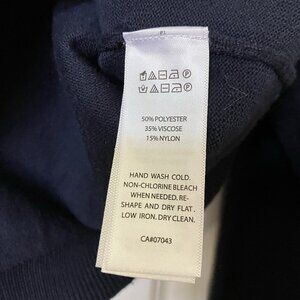 50% POLYESTER
35% VISCOSE
15% NYLON
HAND WASH COLD.
NON-CHLORINE BLEACH
WHEN NEEDED. RE-
SHAPE AND DRY FLAT.
LOW IRON. DRY CLEAN.
CA#07043